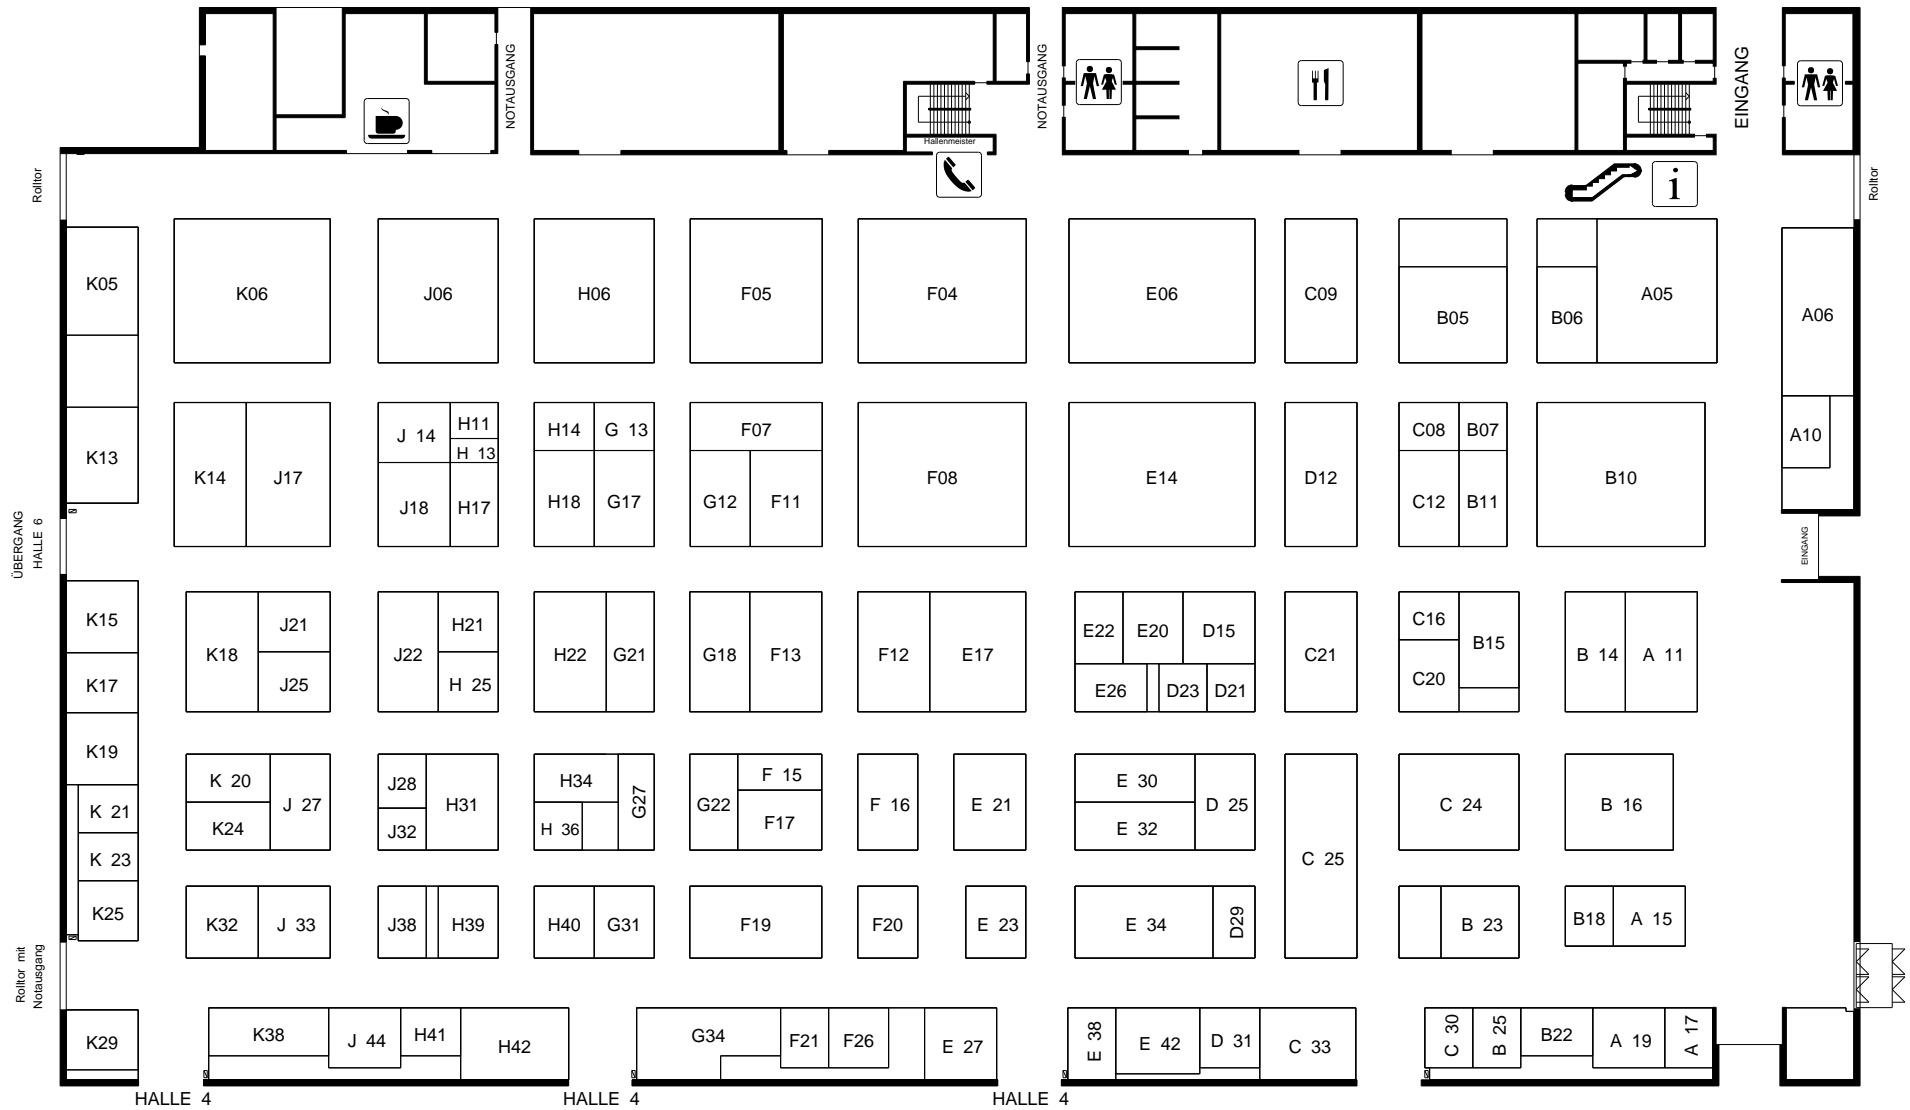 NOTAUSGANG
NOTAUSGANG
EINGANG
Hallenmeister
i
Rolltor
Rolltor
K05
K06
J06
H06
F05
F04
E06
C09
B05
B06
A05
A06
K13
K14
J17
J 14
H11
H 13
J18
H17
H14
G 13
H18
G17
F07
G12
F11
F08
E14
D12
C08
B07
C12
B11
B10
A10
ÜBERGANG
HALLE 6
EINGANG
K15
K17
K18
J21
J25
J22
H21
H 25
H22
G21
G18
F13
F12
E17
E22
E20
D15
E26
D23
D21
C21
C16
B15
C20
B 14
A 11
K19
K 21
K 23
K25
K 20
J 27
K24
J28
H31
J32
H34
G27
H 36
G22
F 15
F17
F 16
E 21
E 30
D 25
E 32
C 25
C 24
B 16
K32
J 33
J38
H39
H40
G31
F19
F20
E 23
E 34
D29
B 23
B18
A 15
Rolltor mit
Notausgang
K29
K38
J 44
H41
H42
G34
F21
F26
E 27
E 38
E 42
D 31
C 33
C 30
B 25
B22
A 19
A 17
HALLE 4
HALLE 4
HALLE 4